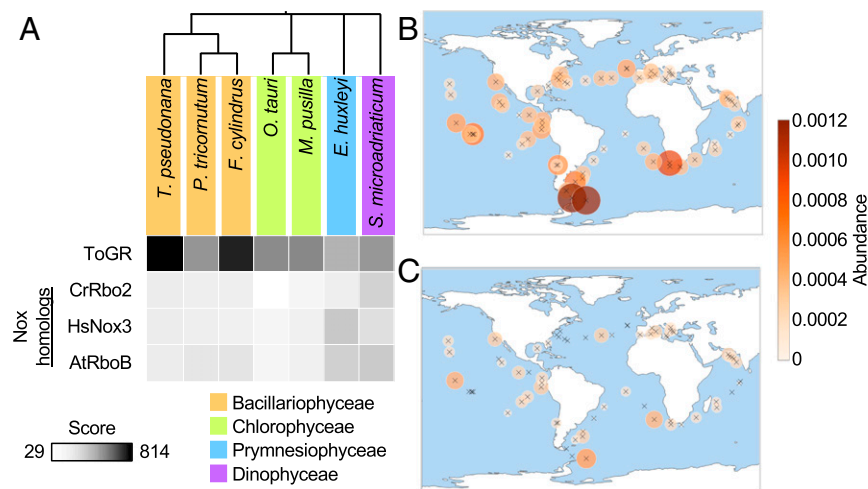 A
T. pseudonana
P. tricornutum
F. cylindrus
O. tauri
M. pusilla
E. huxleyi
S. microadriaticum
ToGR
CrRbo2
HsNox3
AtRboB
Nox
homologs
Score
29
814
Bacillariophyceae
Chlorophyceae
Prymnesiophyceae
Dinophyceae
B
C
0.0012
0.0010
0.0008
0.0006
0.0004
0.0002
0
Abundance